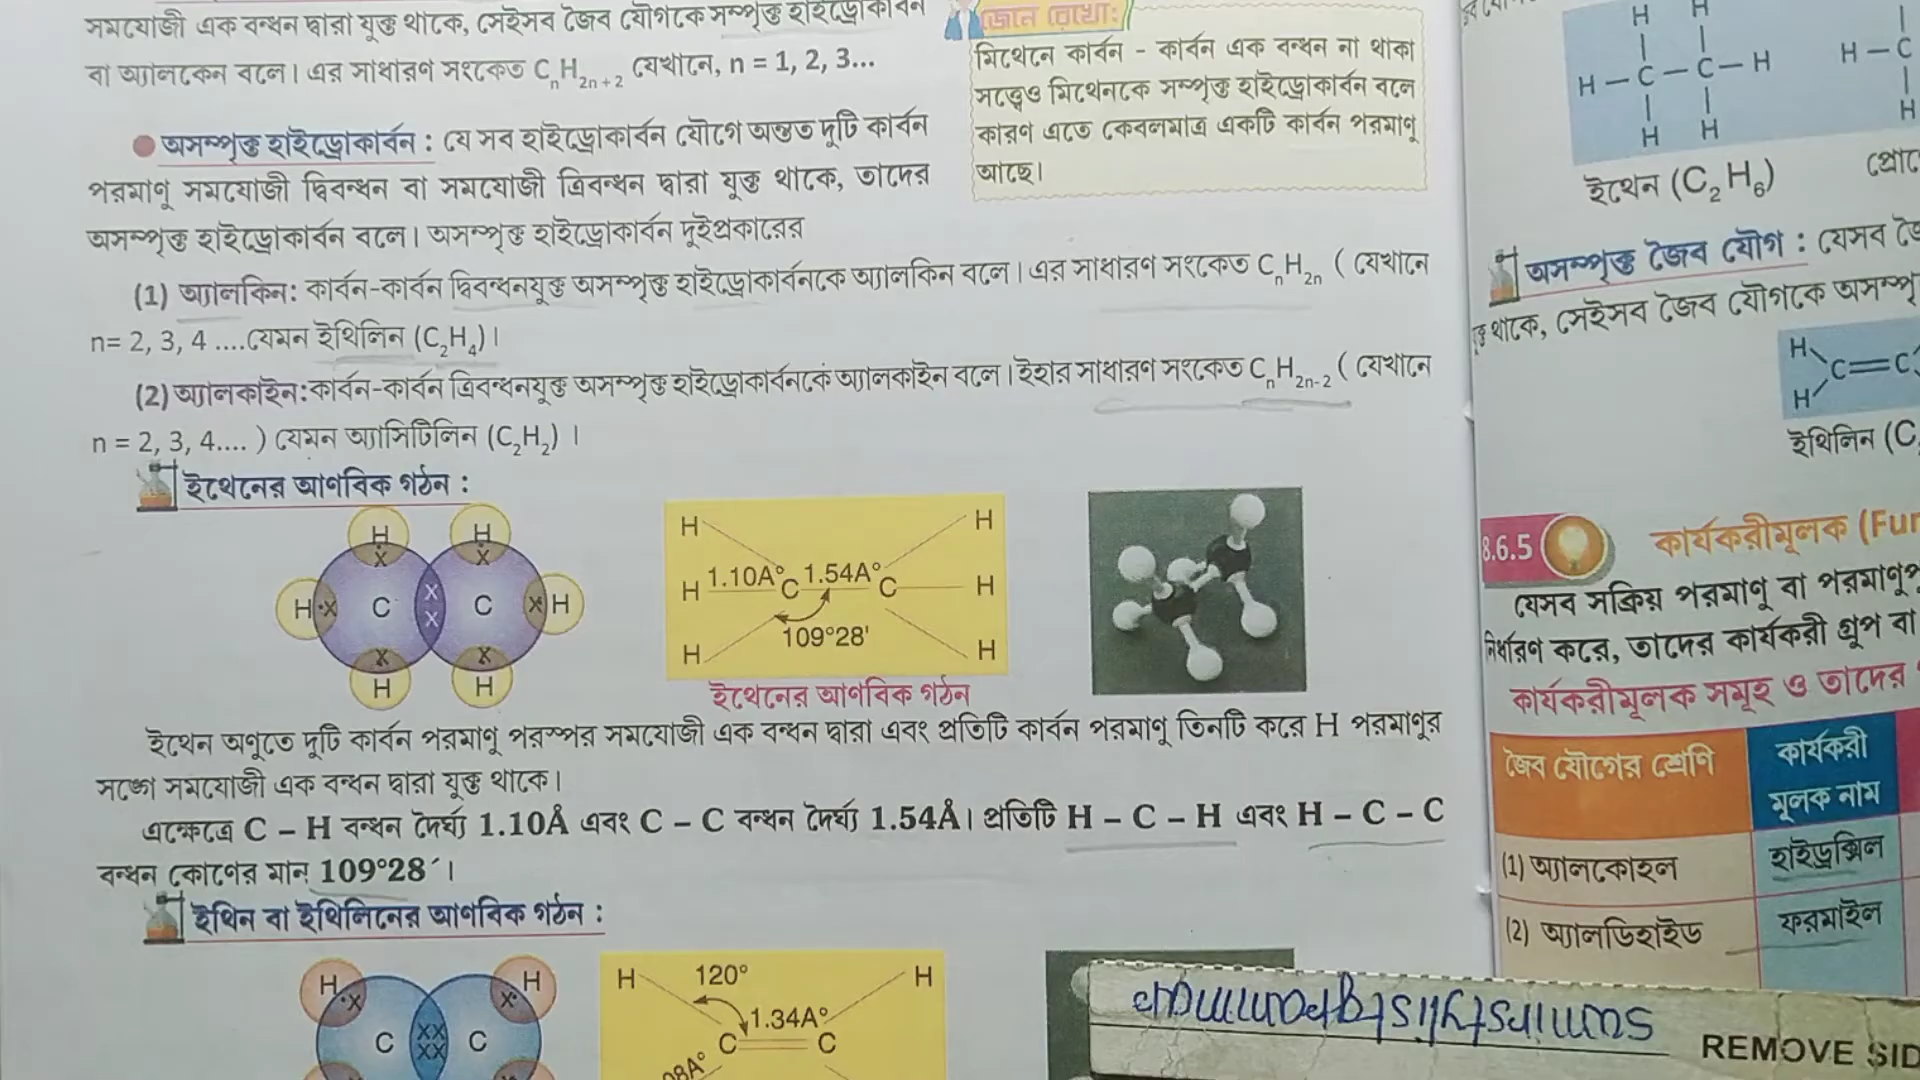 সমযোজী এক বন্ধন দ্বারা যুক্ত থাকে, সেইসব জৈব যৌগকে সম্পৃক্ত হাইড্রোকার্বন
বা অ্যালকেন বলে। এর সাধারণ সংকেত CnH2n+2 যেখানে, n = 1, 2, 3...
● অসম্পৃক্ত হাইড্রোকার্বন : যে সব হাইড্রোকার্বন যৌগে অন্তত দুটি কার্বন
পরমাণু সমযোজী দ্বিবন্ধন বা সমযোজী ত্রিবন্ধন দ্বারা যুক্ত থাকে, তাদের
অসম্পৃক্ত হাইড্রোকার্বন বলে। অসম্পৃক্ত হাইড্রোকার্বন দুইপ্রকারের
জেনে রেখো:
মিথেনে কার্বন - কার্বন এক বন্ধন না থাকা
সত্ত্বেও মিথেনকে সম্পৃক্ত হাইড্রোকার্বন বলে
কারণ এতে কেবলমাত্র একটি কার্বন পরমাণু
আছে।
(1) অ্যালকিন: কার্বন-কার্বন দ্বিবন্ধনযুক্ত অসম্পৃক্ত হাইড্রোকার্বনকে অ্যালকিন বলে। এর সাধারণ সংকেত CnH2n ( যেখানে
n= 2, 3, 4 ....যেমন ইথিলিন (C2H4)।
(2) অ্যালকাইন:কার্বন-কার্বন ত্রিবন্ধনযুক্ত অসম্পৃক্ত হাইড্রোকার্বনকে অ্যালকাইন বলে।ইহার সাধারণ সংকেত CnH2n-2 ( যেখানে
n = 2, 3, 4.... ) যেমন অ্যাসিটিলিন (C2H2) ।
ইথেনের আণবিক গঠন :
H H
H C C H
H H
H H
H 1.10A° C 1.54A° C H
109°28'
H H
ইথেনের আণবিক গঠন
ইথেন অণুতে দুটি কার্বন পরমাণু পরস্পর সমযোজী এক বন্ধন দ্বারা এবং প্রতিটি কার্বন পরমাণু তিনটি করে H পরমাণুর
সঙ্গে সমযোজী এক বন্ধন দ্বারা যুক্ত থাকে।
এক্ষেত্রে C – H বন্ধন দৈর্ঘ্য 1.10Å এবং C – C বন্ধন দৈর্ঘ্য 1.54Å। প্রতিটি H – C – H এবং H – C – C
বন্ধন কোণের মান 109°28´।
ইথিন বা ইথিলিনের আণবিক গঠন :
H H
C C
H 120° H
1.34A°
C C
H H
H – C – C – H
H H
H – C
H
ইথেন (C2H6)
অসম্পৃক্ত জৈব যৌগ : যেসব
থাকে, সেইসব জৈব যৌগকে
H
C = C
H
ইথিলিন (C
8.6.5 কার্যকরীমূলক (Fun
যেসব সক্রিয় পরমাণু বা
নির্ধারণ করে, তাদের কার্যকরী গ্রুপ বা
কার্যকরীমূলক সমূহ ও তাদের
জৈব যৌগের শ্রেণি
কার্যকরী
মূলক নাম
(1) অ্যালকোহল হাইড্রক্সিল
(2) অ্যালডিহাইড ফরমাইল
REMOVE SID